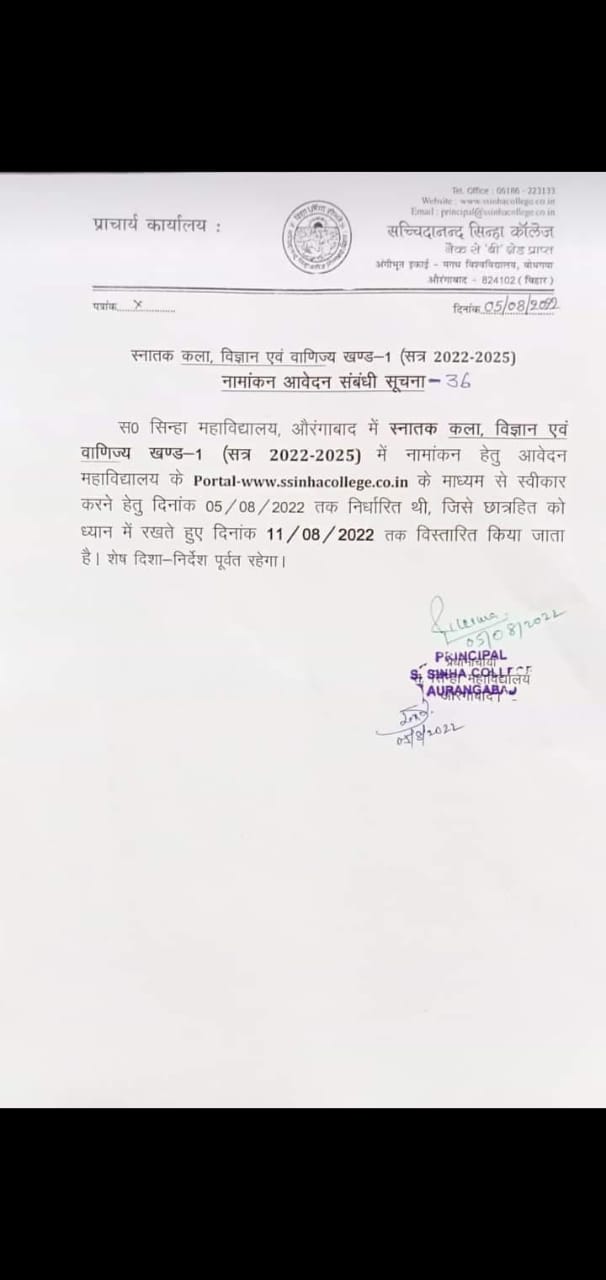 Tel. Office : 06186 - 223133
Website : www.ssinhacollege.co.in
Email : principal@ssinhacollege.co.in
प्राचार्य कार्यालय :
सच्चिदानन्द सिन्हा कॉलेज
नैक से 'बी' ग्रेड प्राप्त
अंगीभूत इकाई - मगध विश्वविद्यालय, बोधगया
औरंगाबाद - 824102 ( बिहार )
पत्रांक.....x............
दिनांक 05/08/2022
स्नातक कला, विज्ञान एवं वाणिज्य खण्ड-1 (सत्र 2022-2025)
नामांकन आवेदन संबंधी सूचना - 36
स0 सिन्हा महाविद्यालय, औरंगाबाद में स्नातक कला, विज्ञान एवं
वाणिज्य खण्ड-1 (सत्र 2022-2025) में नामांकन हेतु आवेदन
महाविद्यालय के Portal-www.ssinhacollege.co.in के माध्यम से स्वीकार
करने हेतु दिनांक 05/08/2022 तक निर्धारित थी, जिसे छात्रहित को
ध्यान में रखते हुए दिनांक 11/08/2022 तक विस्तारित किया जाता
है। शेष दिशा-निर्देश पूर्वत रहेगा।
05/08/2022
PRINCIPAL
प्रधानाचार्य
S. SINHA COLLEGE
सिन्हा महाविद्यालय
AURANGABAD
औरंगाबाद।
05/8/2022